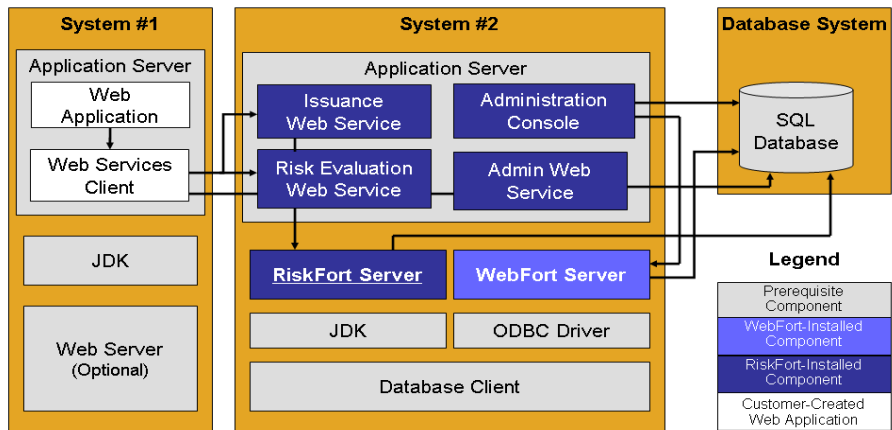 System #1
Application Server
Web
Application
Web Services
Client
JDK
Web Server
(Optional)
System #2
Application Server
Issuance
Web Service
Administration
Console
Risk Evaluation
Web Service
Admin Web
Service
RiskFort Server
WebFort Server
JDK
ODBC Driver
Database Client
Database System
SQL
Database
Legend
Prerequisite
Component
WebFort-Installed
Component
RiskFort-Installed
Component
Customer-Created
Web Application